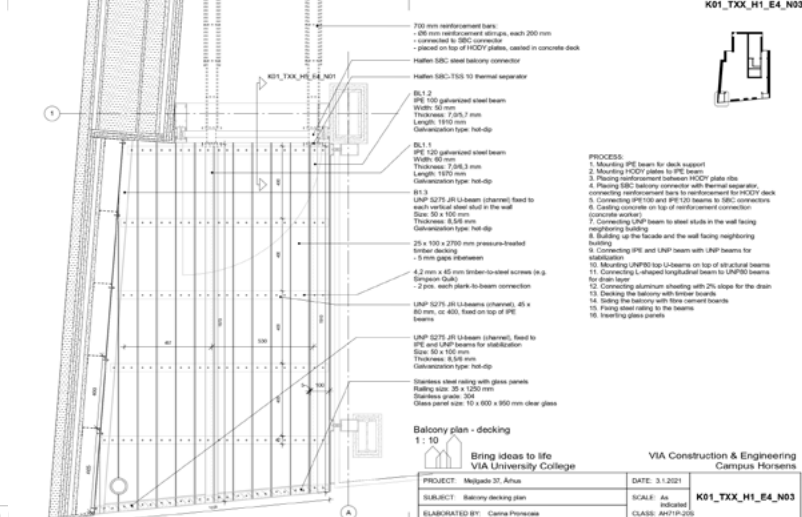 K01_TXX_H1_E4_N03
700 mm reinforcement bars:
- Ø6 mm reinforcement stirrups, each 200 mm
- connected to SBC connector
- placed on top of HODY plates, casted in concrete deck
Halfen SBC steel balcony connector
K01_TXX_H1_E4_N01
Halfen SBC-TSS 10 thermal separator
BL1.2
IPE 100 galvanized steel beam
Width: 50 mm
Thickness: 7,0/5,7 mm
Length: 1910 mm
Galvanization type: hot-dip
1
BL1.1
IPE 120 galvanized steel beam
Width: 60 mm
Thickness: 7,0/6,3 mm
Length: 1970 mm
Galvanization type: hot-dip
B1.3
UNP S275 JR U-beam (channel) fixed to
each vertical steel stud in the wall
Size: 50 x 100 mm
Thickness: 8,5/6 mm
Galvanization type: hot-dip
25 x 100 x 2700 mm pressure-treated
timber decking
- 5 mm gaps inbetween
4,2 mm x 45 mm timber-to-steel screws (e.g.
Simpson Quik)
- 2 pcs. each plank-to-beam connection
UNP S275 JR U-beams (channel), 45 x
80 mm, cc 400, fixed on top of IPE
beams
UNP S275 JR U-beam (channel), fixed to
IPE and UNP beams for stabilization
Size: 50 x 100 mm
Thickness: 8,5/6 mm
Galvanization type: hot-dip
Stainless steel railing with glass panels
Railing size: 35 x 1250 mm
Stainless grade: 304
Glass panel size: 10 x 600 x 950 mm clear glass
PROCESS:
1. Mounting IPE beam for deck support
2. Mounting HODY plates to IPE beam
3. Placing reinforcement between HODY plate ribs
4. Placing SBC balcony connector with thermal separator,
connecting reinforcement bars to reinforcement for HODY deck
5. Connecting IPE100 and IPE120 beams to SBC connectors
6. Casting concrete on top of reinforcement connection
(concrete worker)
7. Connecting UNP beam to steel studs in the wall facing
neighboring building
8. Building up the facade and the wall facing neighboring
building
9. Connecting IPE and UNP beam with UNP beams for
stabilization
10. Mounting UNP80 top U-beams on top of structural beams
11. Connecting L-shaped longitudinal beam to UNP80 beams
for drain layer
12. Connecting aluminum sheeting with 2% slope for the drain
13. Decking the balcony with timber boards
14. Siding the balcony with fibre cement boards
15. Fixing steel railing to the beams
16. Inserting glass panels
Balcony plan - decking
1 : 10
A
Bring ideas to life
VIA University College
VIA Construction & Engineering
Campus Horsens
PROJECT: Mejlgade 37, Århus
DATE: 3.1.2021
SUBJECT: Balcony decking plan
SCALE: As indicated
K01_TXX_H1_E4_N03
ELABORATED BY: Carina
CLASS: AH71P-20S